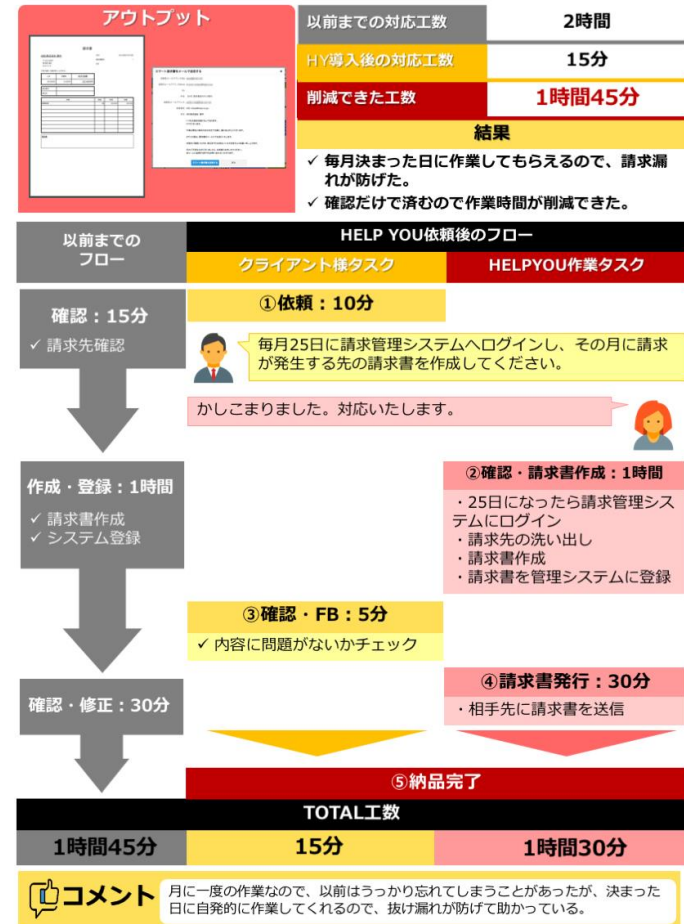 アウトプット
以前までの対応工数
2時間
HY導入後の対応工数
15分
削減できた工数
1時間45分
結果
✓ 毎月決まった日に作業してもらえるので、請求漏
れが防げた。
✓ 確認だけで済むので作業時間が削減できた。
以前までの
フロー
HELP YOU依頼後のフロー
クライアント様タスク
HELPYOU作業タスク
確認：15分
✓ 請求先確認
①依頼：10分
毎月25日に請求管理システムへログインし、その月に請求
が発生する先の請求書を作成してください。
かしこまりました。対応いたします。
作成・登録：1時間
✓ 請求書作成
✓ システム登録
②確認・請求書作成：1時間
・25日になったら請求管理シス
テムにログイン
・請求先の洗い出し
・請求書作成
・請求書を管理システムに登録
③確認・FB：5分
✓ 内容に問題がないかチェック
確認・修正：30分
④請求書発行：30分
・相手先に請求書を送信
⑤納品完了
TOTAL工数
1時間45分
15分
1時間30分
コメント
月に一度の作業なので、以前はうっかり忘れてしまうことがあったが、決まった
日に自発的に作業してくれるので、抜け漏れが防げて助かっている。